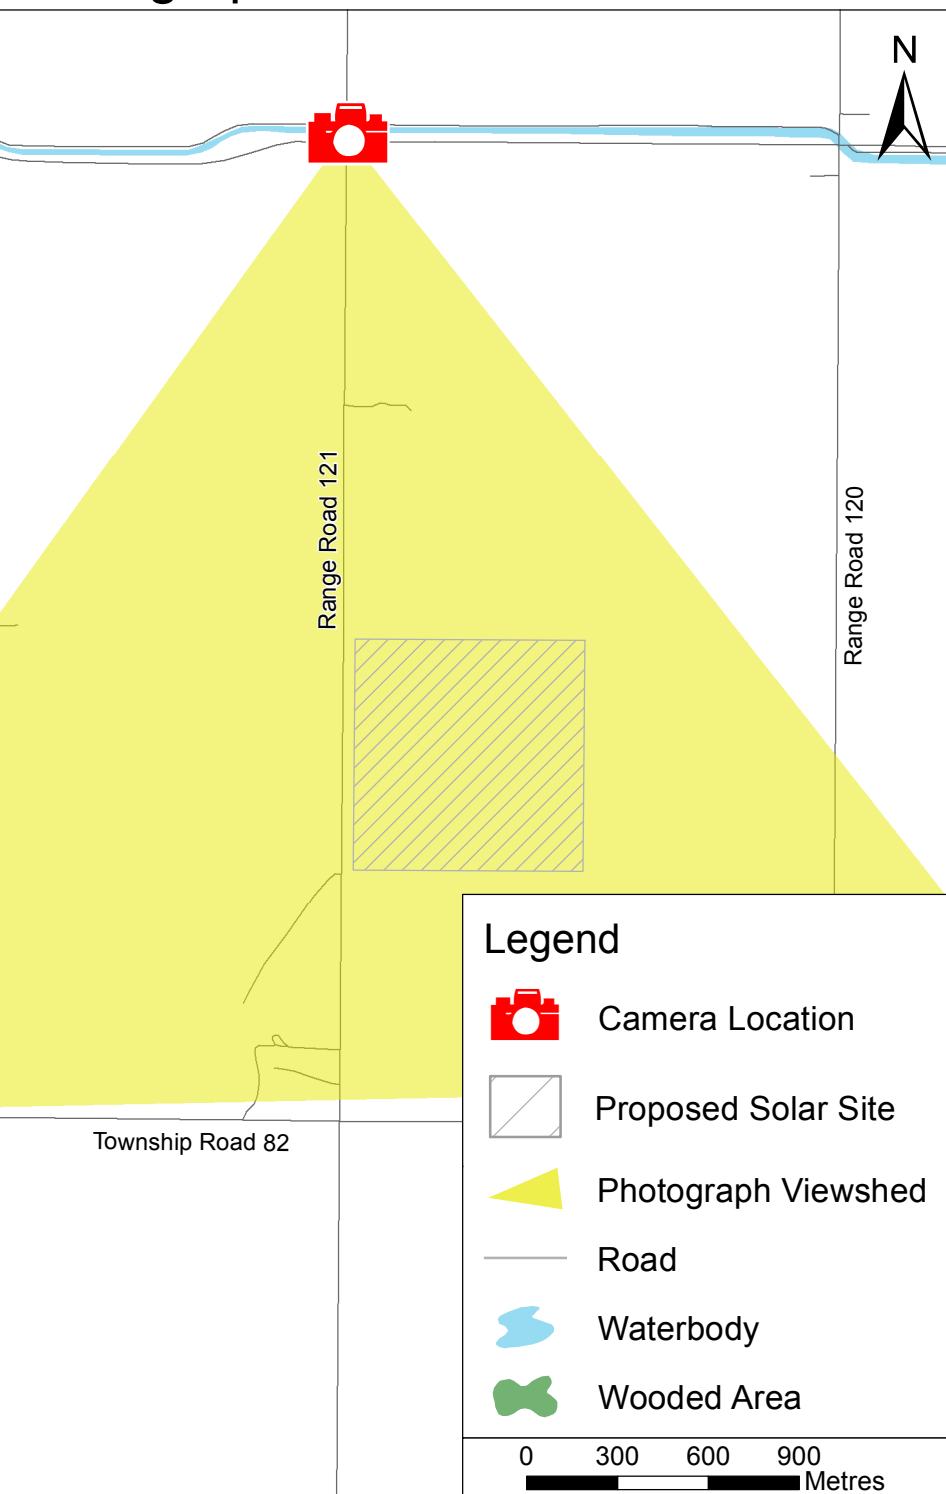 N
Range Road 121
Range Road 120
Township Road 82
Legend
Camera Location
Proposed Solar Site
Photograph Viewshed
Road
Waterbody
Wooded Area
0 300 600 900
Metres